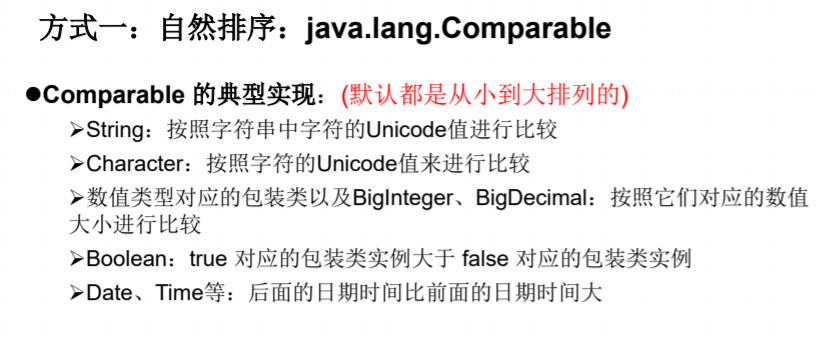 方式一：自然排序：java.lang.Comparable
●Comparable 的典型实现：(默认都是从小到大排列的)
➢String：按照字符串中字符的Unicode值进行比较
➢Character：按照字符的Unicode值来进行比较
➢数值类型对应的包装类以及BigInteger、BigDecimal：按照它们对应的数值
大小进行比较
➢Boolean：true 对应的包装类实例大于 false 对应的包装类实例
➢Date、Time等：后面的日期时间比前面的日期时间大